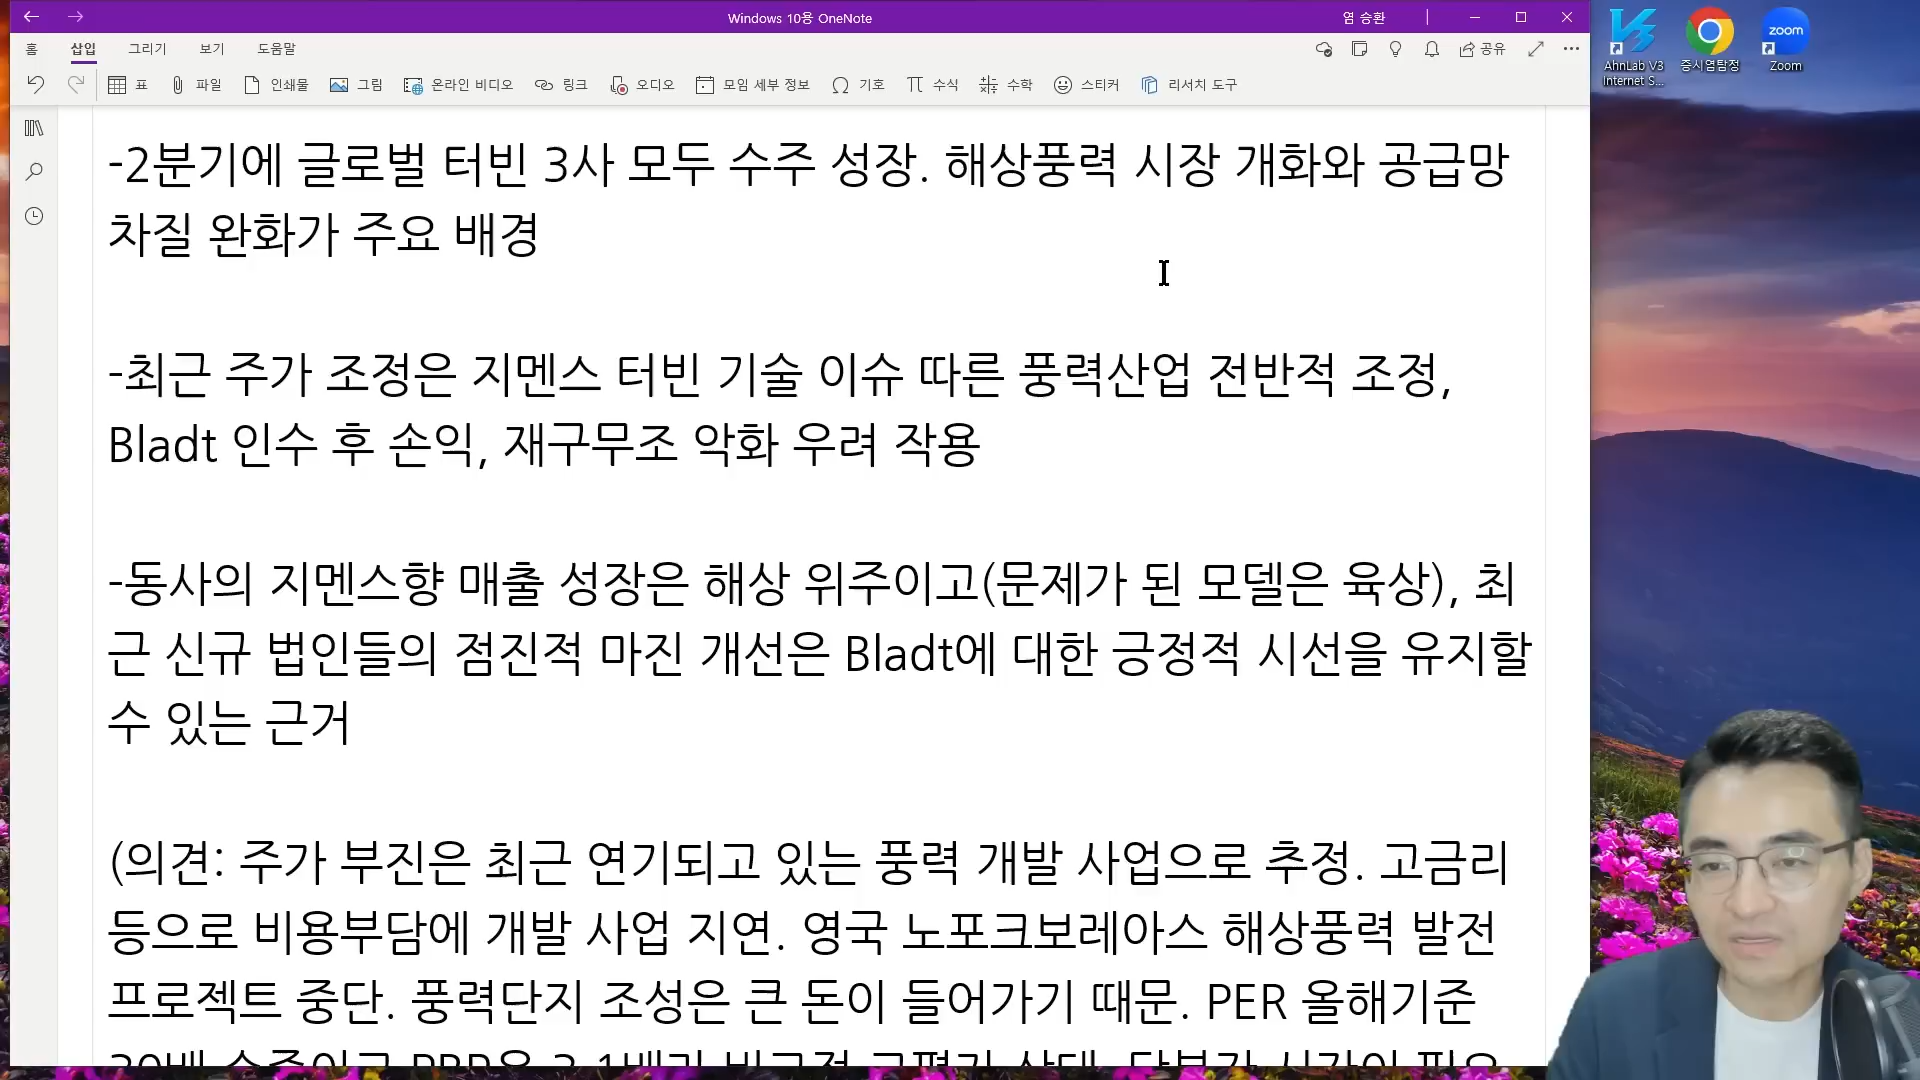 Windows 10용 OneNote
염 승환
홈 삽입 그리기 보기 도움말
공유
표 파일 인쇄물 그림 온라인 비디오 링크 오디오 모임 세부 정보 기호 수식 수학 스티커 리서치 도구
-2분기에 글로벌 터빈 3사 모두 수주 성장. 해상풍력 시장 개화와 공급망
차질 완화가 주요 배경
-최근 주가 조정은 지멘스 터빈 기술 이슈 따른 풍력산업 전반적 조정,
Bladt 인수 후 손익, 재구무조 악화 우려 작용
-동사의 지멘스향 매출 성장은 해상 위주이고(문제가 된 모델은 육상), 최
근 신규 법인들의 점진적 마진 개선은 Bladt에 대한 긍정적 시선을 유지할
수 있는 근거
(의견: 주가 부진은 최근 연기되고 있는 풍력 개발 사업으로 추정. 고금리
등으로 비용부담에 개발 사업 지연. 영국 노포크보레아스 해상풍력 발전
프로젝트 중단. 풍력단지 조성은 큰 돈이 들어가기 때문. PER 올해기준
AhnLab V3
Internet S...
증시염탐정
Zoom
zoom